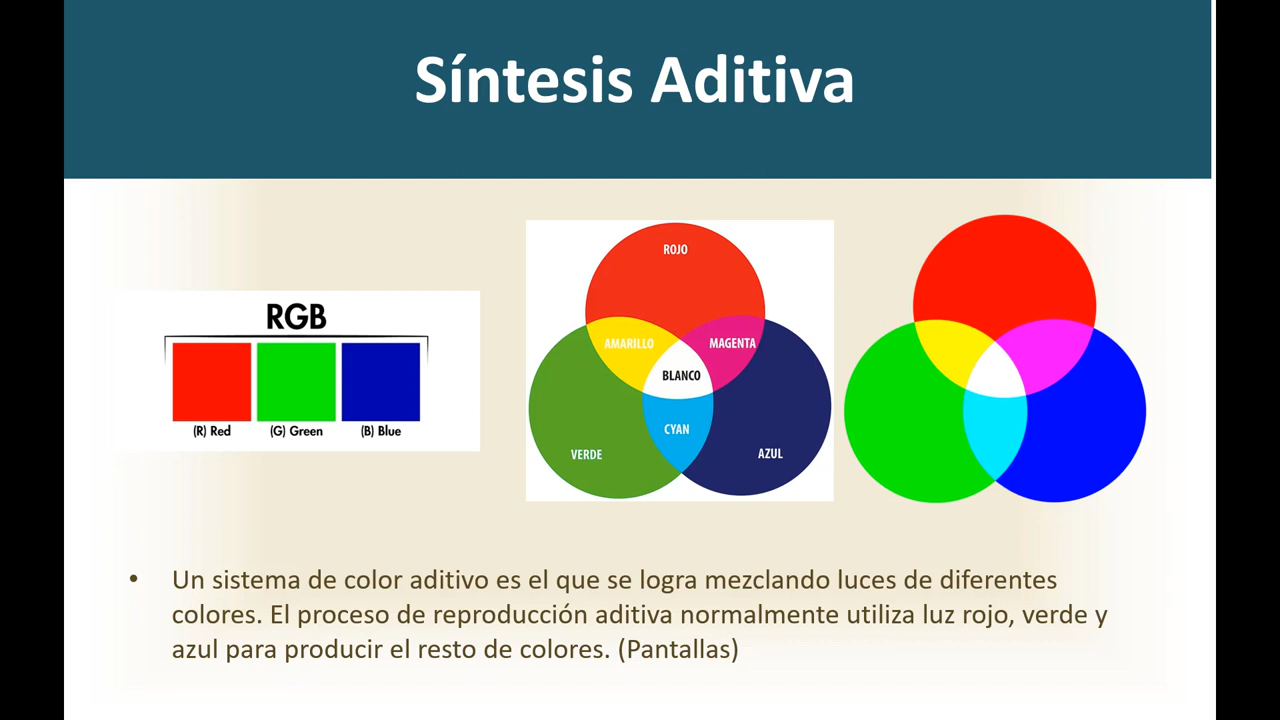 Síntesis Aditiva
RGB
(R) Red
(G) Green
(B) Blue
ROJO
AMARILLO
MAGENTA
BLANCO
CYAN
VERDE
AZUL
• Un sistema de color aditivo es el que se logra mezclando luces de diferentes
colores. El proceso de reproducción aditiva normalmente utiliza luz rojo, verde y
azul para producir el resto de colores. (Pantallas)